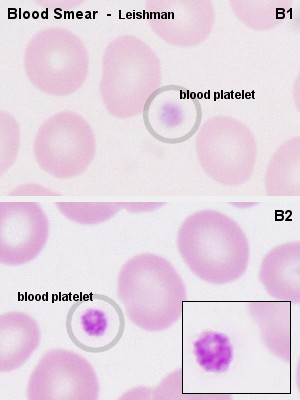 Blood Smear - Leishman B1
blood platelet
B2
blood platelet